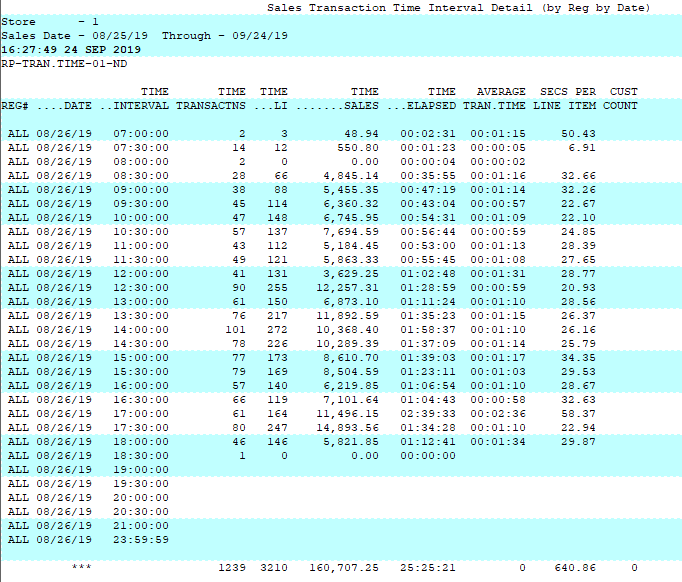 Sales Transaction Time Interval Detail (by Reg by Date)
Store      - 1
Sales Date - 08/25/19  Through - 09/24/19
16:27:49 24 SEP 2019
RP-TRAN.TIME-01-ND
TIME TIME TIME TIME TIME AVERAGE SECS PER CUST
REG# ....DATE ..INTERVAL TRANSACTNS ...LI .......SALES ...ELAPSED TRAN.TIME LINE ITEM COUNT
ALL 08/26/19 07:00:00 2 3 48.94 00:02:31 00:01:15 50.43
ALL 08/26/19 07:30:00 14 12 550.80 00:01:23 00:00:05 6.91
ALL 08/26/19 08:00:00 2 0 0.00 00:00:04 00:00:02
ALL 08/26/19 08:30:00 28 66 4,845.14 00:35:55 00:01:16 32.66
ALL 08/26/19 09:00:00 38 88 5,455.35 00:47:19 00:01:14 32.26
ALL 08/26/19 09:30:00 45 114 6,360.32 00:43:04 00:00:57 22.67
ALL 08/26/19 10:00:00 47 148 6,745.95 00:54:31 00:01:09 22.10
ALL 08/26/19 10:30:00 57 137 7,694.59 00:56:44 00:00:59 24.85
ALL 08/26/19 11:00:00 43 112 5,184.45 00:53:00 00:01:13 28.39
ALL 08/26/19 11:30:00 49 121 5,863.33 00:55:45 00:01:08 27.65
ALL 08/26/19 12:00:00 41 131 3,629.25 01:02:48 00:01:31 28.77
ALL 08/26/19 12:30:00 90 255 12,257.31 01:28:59 00:00:59 20.93
ALL 08/26/19 13:00:00 61 150 6,873.10 01:11:24 00:01:10 28.56
ALL 08/26/19 13:30:00 76 217 11,892.59 01:35:23 00:01:15 26.37
ALL 08/26/19 14:00:00 101 272 10,368.40 01:58:37 00:01:10 26.16
ALL 08/26/19 14:30:00 78 226 10,289.39 01:37:09 00:01:14 25.79
ALL 08/26/19 15:00:00 77 173 8,610.70 01:39:03 00:01:17 34.35
ALL 08/26/19 15:30:00 79 169 8,504.59 01:23:11 00:01:03 29.53
ALL 08/26/19 16:00:00 57 140 6,219.85 01:06:54 00:01:10 28.67
ALL 08/26/19 16:30:00 66 119 7,101.64 01:04:43 00:00:58 32.63
ALL 08/26/19 17:00:00 61 164 11,496.15 02:39:33 00:02:36 58.37
ALL 08/26/19 17:30:00 80 247 14,893.56 01:34:28 00:01:10 22.94
ALL 08/26/19 18:00:00 46 146 5,821.85 01:12:41 00:01:34 29.87
ALL 08/26/19 18:30:00 1 0 0.00 00:00:00
ALL 08/26/19 19:00:00
ALL 08/26/19 19:30:00
ALL 08/26/19 20:00:00
ALL 08/26/19 20:30:00
ALL 08/26/19 21:00:00
ALL 08/26/19 23:59:59
*** 1239 3210 160,707.25 25:25:21 0 640.86 0